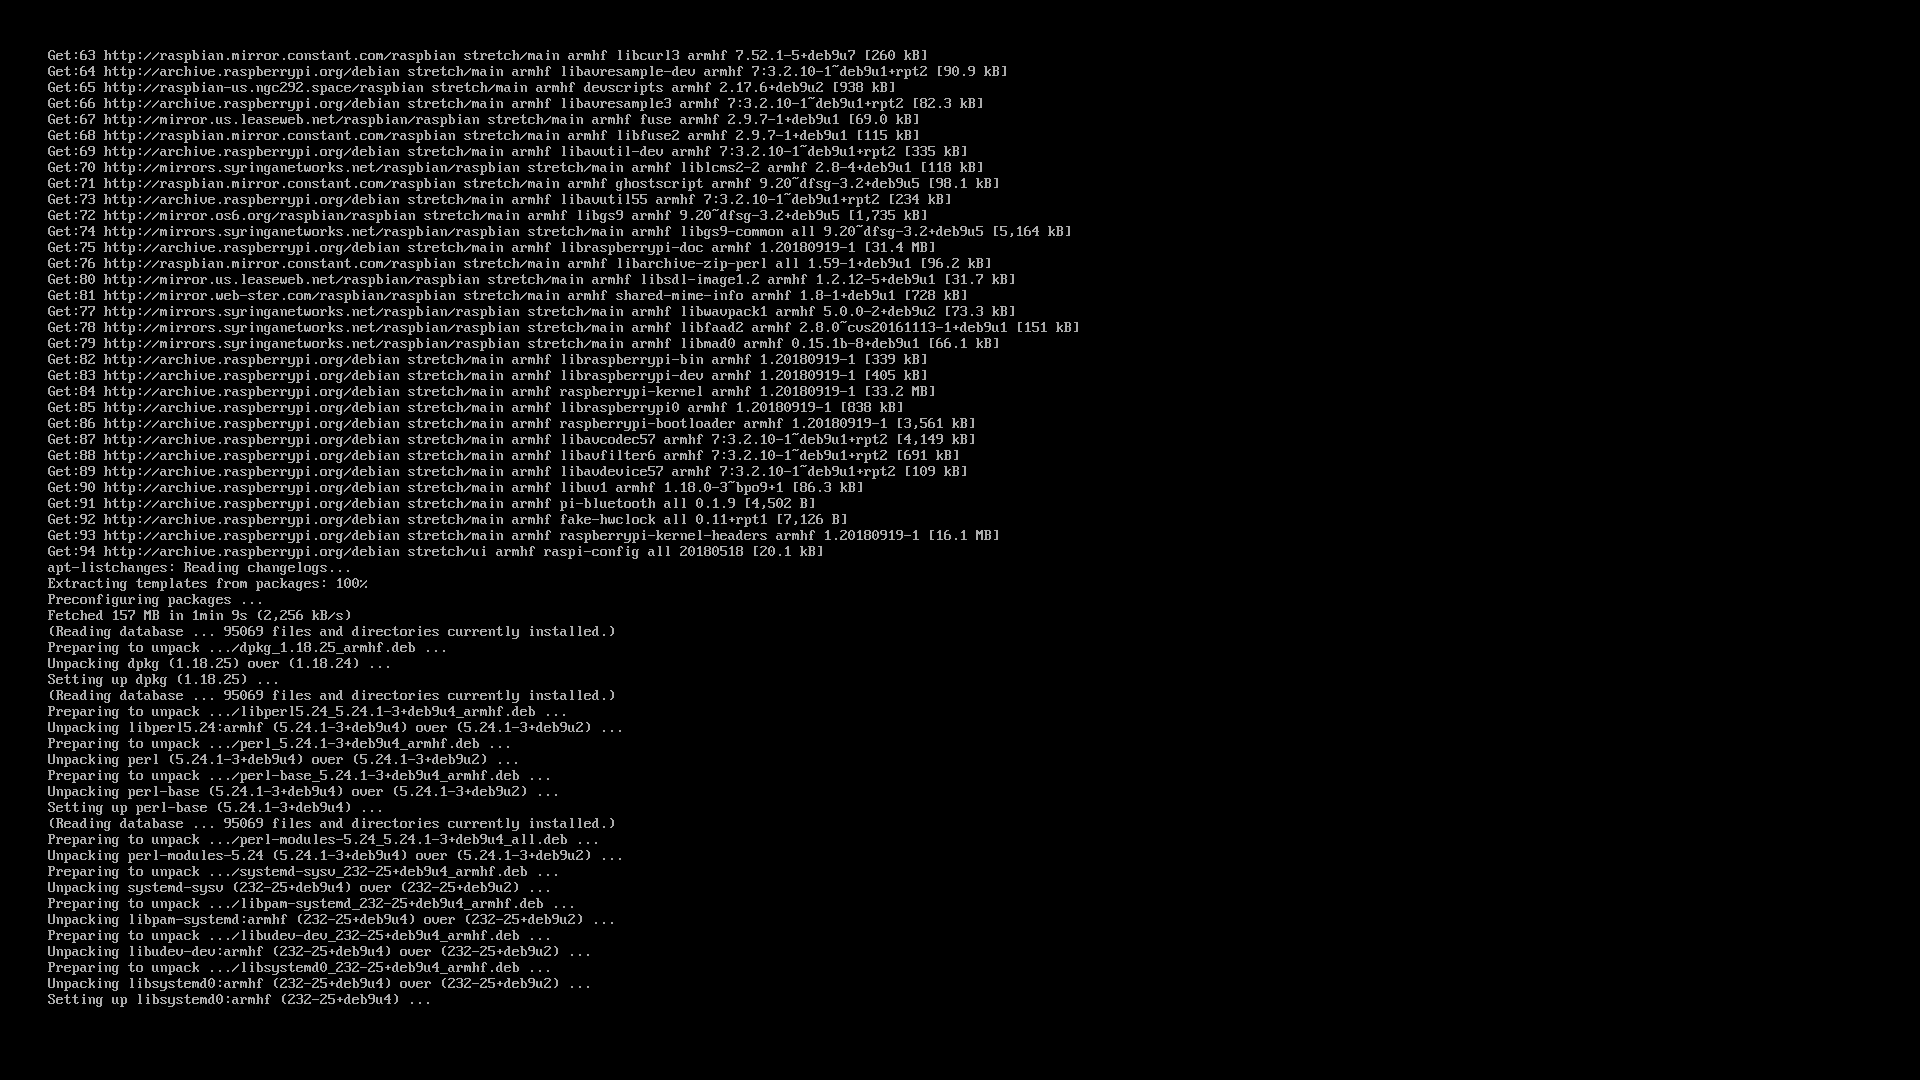 Get:63 http://raspbian.mirror.constant.com/raspbian stretch/main armhf libcurl3 armhf 7.52.1-5+deb9u7 [260 kB]
Get:64 http://archive.raspberrypi.org/debian stretch/main armhf libavresample-dev armhf 7:3.2.10-1~deb9u1+rpt2 [90.9 kB]
Get:65 http://raspbian-us.ngc292.space/raspbian stretch/main armhf devscripts armhf 2.17.6+deb9u2 [938 kB]
Get:66 http://archive.raspberrypi.org/debian stretch/main armhf libavresample3 armhf 7:3.2.10-1~deb9u1+rpt2 [82.3 kB]
Get:67 http://mirror.us.leaseweb.net/raspbian/raspbian stretch/main armhf fuse armhf 2.9.7-1+deb9u1 [69.0 kB]
Get:68 http://raspbian.mirror.constant.com/raspbian stretch/main armhf libfuse2 armhf 2.9.7-1+deb9u1 [115 kB]
Get:69 http://archive.raspberrypi.org/debian stretch/main armhf libavutil-dev armhf 7:3.2.10-1~deb9u1+rpt2 [335 kB]
Get:70 http://mirrors.syringanetworks.net/raspbian/raspbian stretch/main armhf liblcms2-2 armhf 2.8-4+deb9u1 [118 kB]
Get:71 http://raspbian.mirror.constant.com/raspbian stretch/main armhf ghostscript armhf 9.20~dfsg-3.2+deb9u5 [98.1 kB]
Get:73 http://archive.raspberrypi.org/debian stretch/main armhf libavutil55 armhf 7:3.2.10-1~deb9u1+rpt2 [234 kB]
Get:72 http://mirror.os6.org/raspbian/raspbian stretch/main armhf libgs9 armhf 9.20~dfsg-3.2+deb9u5 [1,735 kB]
Get:74 http://mirrors.syringanetworks.net/raspbian/raspbian stretch/main armhf libgs9-common all 9.20~dfsg-3.2+deb9u5 [5,164 kB]
Get:75 http://archive.raspberrypi.org/debian stretch/main armhf libraspberrypi-doc armhf 1.20180919-1 [31.4 MB]
Get:76 http://raspbian.mirror.constant.com/raspbian stretch/main armhf libarchive-zip-perl all 1.59-1+deb9u1 [96.2 kB]
Get:80 http://mirror.us.leaseweb.net/raspbian/raspbian stretch/main armhf libsdl-image1.2 armhf 1.2.12-5+deb9u1 [31.7 kB]
Get:81 http://mirror.web-ster.com/raspbian/raspbian stretch/main armhf shared-mime-info armhf 1.8-1+deb9u1 [728 kB]
Get:77 http://mirrors.syringanetworks.net/raspbian/raspbian stretch/main armhf libwavpack1 armhf 5.0.0-2+deb9u2 [73.3 kB]
Get:78 http://mirrors.syringanetworks.net/raspbian/raspbian stretch/main armhf libfaad2 armhf 2.8.0~cvs20161113-1+deb9u1 [151 kB]
Get:79 http://mirrors.syringanetworks.net/raspbian/raspbian stretch/main armhf libmad0 armhf 0.15.1b-8+deb9u1 [66.1 kB]
Get:82 http://archive.raspberrypi.org/debian stretch/main armhf libraspberrypi-bin armhf 1.20180919-1 [339 kB]
Get:83 http://archive.raspberrypi.org/debian stretch/main armhf libraspberrypi-dev armhf 1.20180919-1 [405 kB]
Get:84 http://archive.raspberrypi.org/debian stretch/main armhf raspberrypi-kernel armhf 1.20180919-1 [33.2 MB]
Get:85 http://archive.raspberrypi.org/debian stretch/main armhf libraspberrypi0 armhf 1.20180919-1 [838 kB]
Get:86 http://archive.raspberrypi.org/debian stretch/main armhf raspberrypi-bootloader armhf 1.20180919-1 [3,561 kB]
Get:87 http://archive.raspberrypi.org/debian stretch/main armhf libavcodec57 armhf 7:3.2.10-1~deb9u1+rpt2 [4,149 kB]
Get:88 http://archive.raspberrypi.org/debian stretch/main armhf libavfilter6 armhf 7:3.2.10-1~deb9u1+rpt2 [691 kB]
Get:89 http://archive.raspberrypi.org/debian stretch/main armhf libavdevice57 armhf 7:3.2.10-1~deb9u1+rpt2 [109 kB]
Get:90 http://archive.raspberrypi.org/debian stretch/main armhf libuv1 armhf 1.18.0-3~bpo9+1 [86.3 kB]
Get:91 http://archive.raspberrypi.org/debian stretch/main armhf pi-bluetooth all 0.1.9 [4,502 B]
Get:92 http://archive.raspberrypi.org/debian stretch/main armhf fake-hwclock all 0.11+rpt1 [7,126 B]
Get:93 http://archive.raspberrypi.org/debian stretch/main armhf raspberrypi-kernel-headers armhf 1.20180919-1 [16.1 MB]
Get:94 http://archive.raspberrypi.org/debian stretch/ui armhf raspi-config all 20180518 [20.1 kB]
apt-listchanges: Reading changelogs...
Extracting templates from packages: 100%
Preconfiguring packages ...
Fetched 157 MB in 1min 9s (2,256 kB/s)
(Reading database ... 95069 files and directories currently installed.)
Preparing to unpack .../dpkg_1.18.25_armhf.deb ...
Unpacking dpkg (1.18.25) over (1.18.24) ...
Setting up dpkg (1.18.25) ...
(Reading database ... 95069 files and directories currently installed.)
Preparing to unpack .../libperl5.24_5.24.1-3+deb9u4_armhf.deb ...
Unpacking libperl5.24:armhf (5.24.1-3+deb9u4) over (5.24.1-3+deb9u2) ...
Preparing to unpack .../perl_5.24.1-3+deb9u4_armhf.deb ...
Unpacking perl (5.24.1-3+deb9u4) over (5.24.1-3+deb9u2) ...
Preparing to unpack .../perl-base_5.24.1-3+deb9u4_armhf.deb ...
Unpacking perl-base (5.24.1-3+deb9u4) over (5.24.1-3+deb9u2) ...
Setting up perl-base (5.24.1-3+deb9u4) ...
(Reading database ... 95069 files and directories currently installed.)
Preparing to unpack .../perl-modules-5.24_5.24.1-3+deb9u4_all.deb ...
Unpacking perl-modules-5.24 (5.24.1-3+deb9u4) over (5.24.1-3+deb9u2) ...
Preparing to unpack .../systemd-sysv_232-25+deb9u4_armhf.deb ...
Unpacking systemd-sysv (232-25+deb9u4) over (232-25+deb9u2) ...
Preparing to unpack .../libpam-systemd_232-25+deb9u4_armhf.deb ...
Unpacking libpam-systemd:armhf (232-25+deb9u4) over (232-25+deb9u2) ...
Preparing to unpack .../libudev-dev_232-25+deb9u4_armhf.deb ...
Unpacking libudev-dev:armhf (232-25+deb9u4) over (232-25+deb9u2) ...
Preparing to unpack .../libsystemd0_232-25+deb9u4_armhf.deb ...
Unpacking libsystemd0:armhf (232-25+deb9u4) over (232-25+deb9u2) ...
Setting up libsystemd0:armhf (232-25+deb9u4) ...